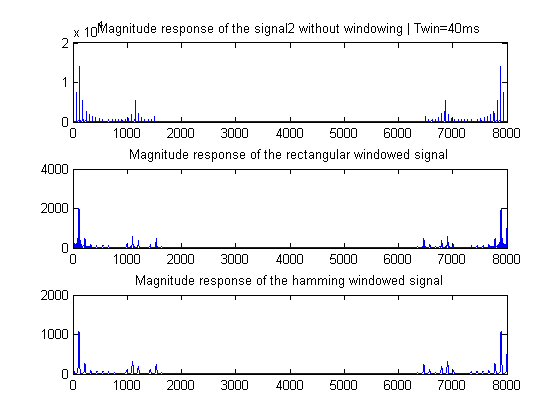 x 10⁴
Magnitude response of the signal2 without windowing | Twin=40ms
2
1
0
0 1000 2000 3000 4000 5000 6000 7000 8000
Magnitude response of the rectangular windowed signal
4000
2000
0
0 1000 2000 3000 4000 5000 6000 7000 8000
Magnitude response of the hamming windowed signal
2000
1000
0
0 1000 2000 3000 4000 5000 6000 7000 8000